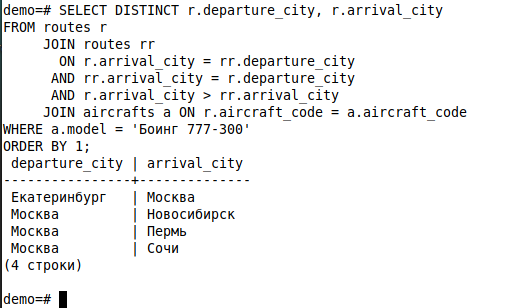 demo=# SELECT DISTINCT r.departure_city, r.arrival_city
FROM routes r
     JOIN routes rr
       ON r.arrival_city = rr.departure_city
      AND rr.arrival_city = r.departure_city
      AND r.arrival_city > rr.arrival_city
     JOIN aircrafts a ON r.aircraft_code = a.aircraft_code
WHERE a.model = 'Боинг 777-300'
ORDER BY 1;
 departure_city | arrival_city
----------------+--------------
 Екатеринбург   | Москва
 Москва         | Новосибирск
 Москва         | Пермь
 Москва         | Сочи
(4 строки)
demo=#